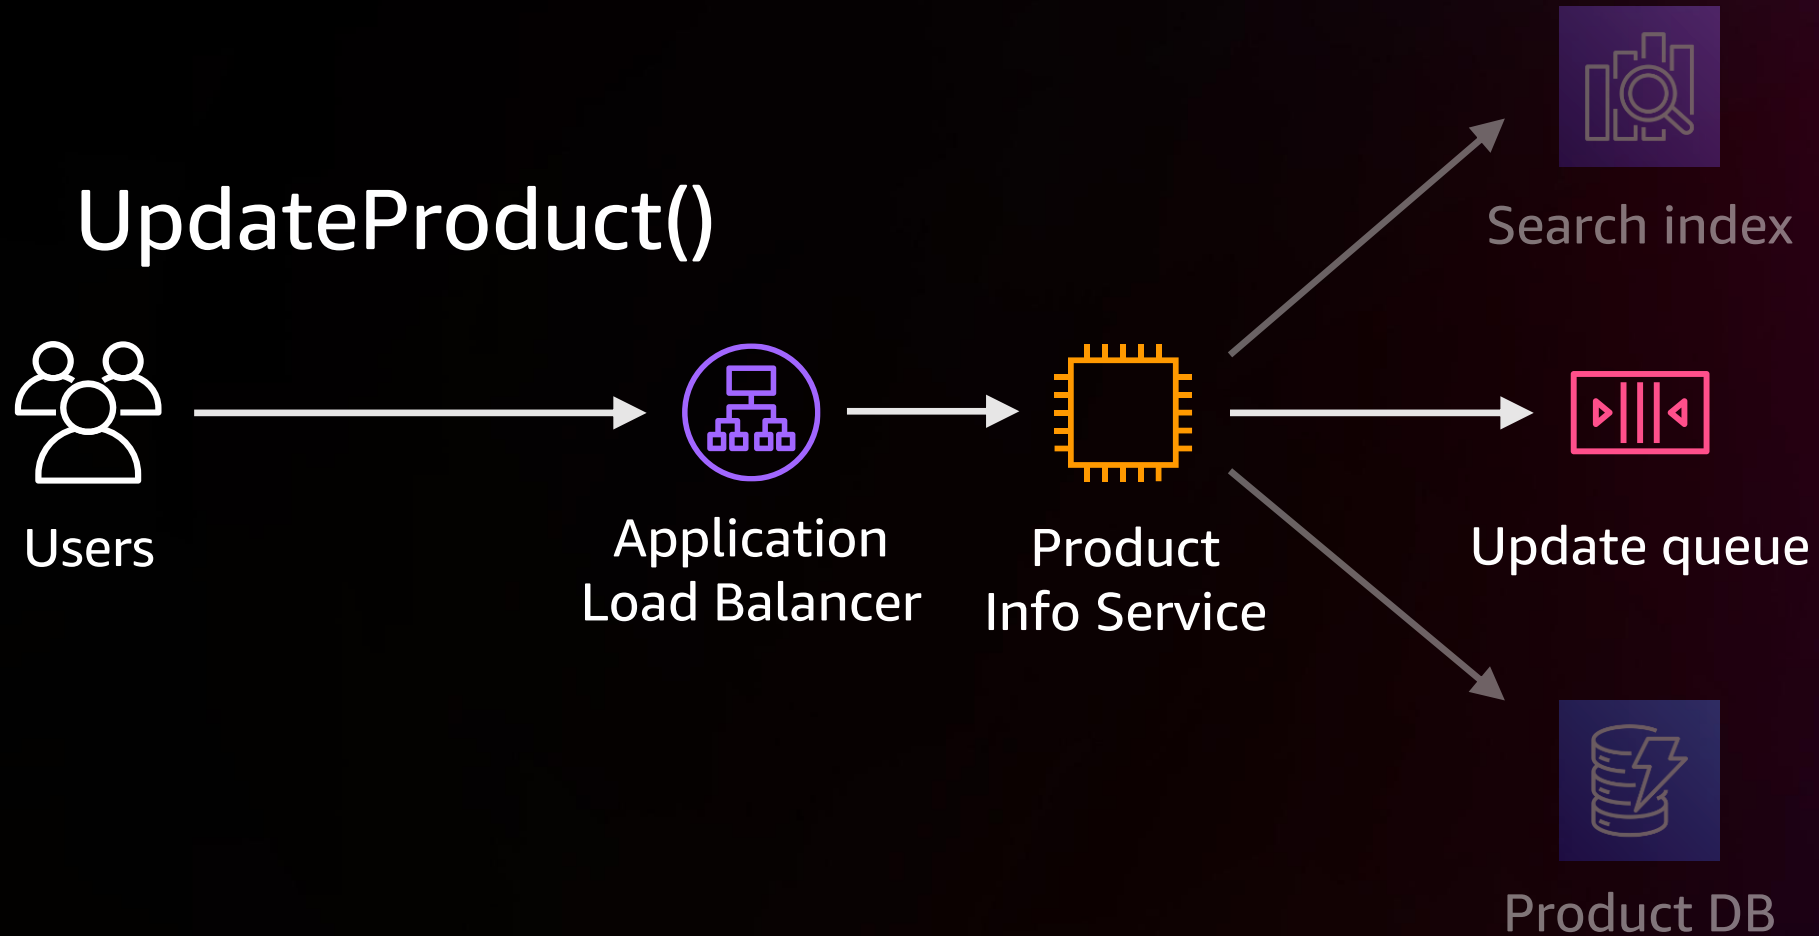 UpdateProduct()
Search index
Users
Application
Load Balancer
Product
Info Service
Update queue
Product DB